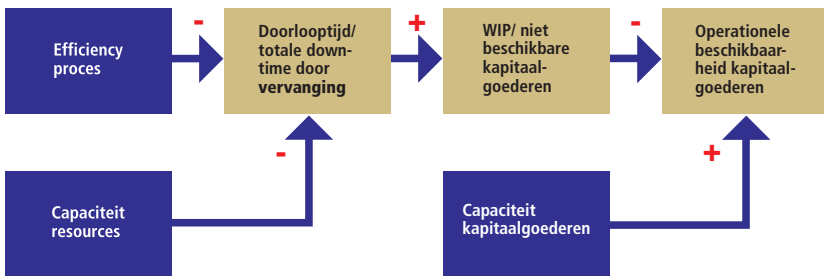 Efficiency
proces
-
Doorlooptijd/
totale down-
time door
vervanging
+
WIP/ niet
beschikbare
kapitaal-
goederen
-
Operationele
beschikbaar-
heid kapitaal-
goederen
Capaciteit
resources
-
Capaciteit
kapitaalgoederen
+